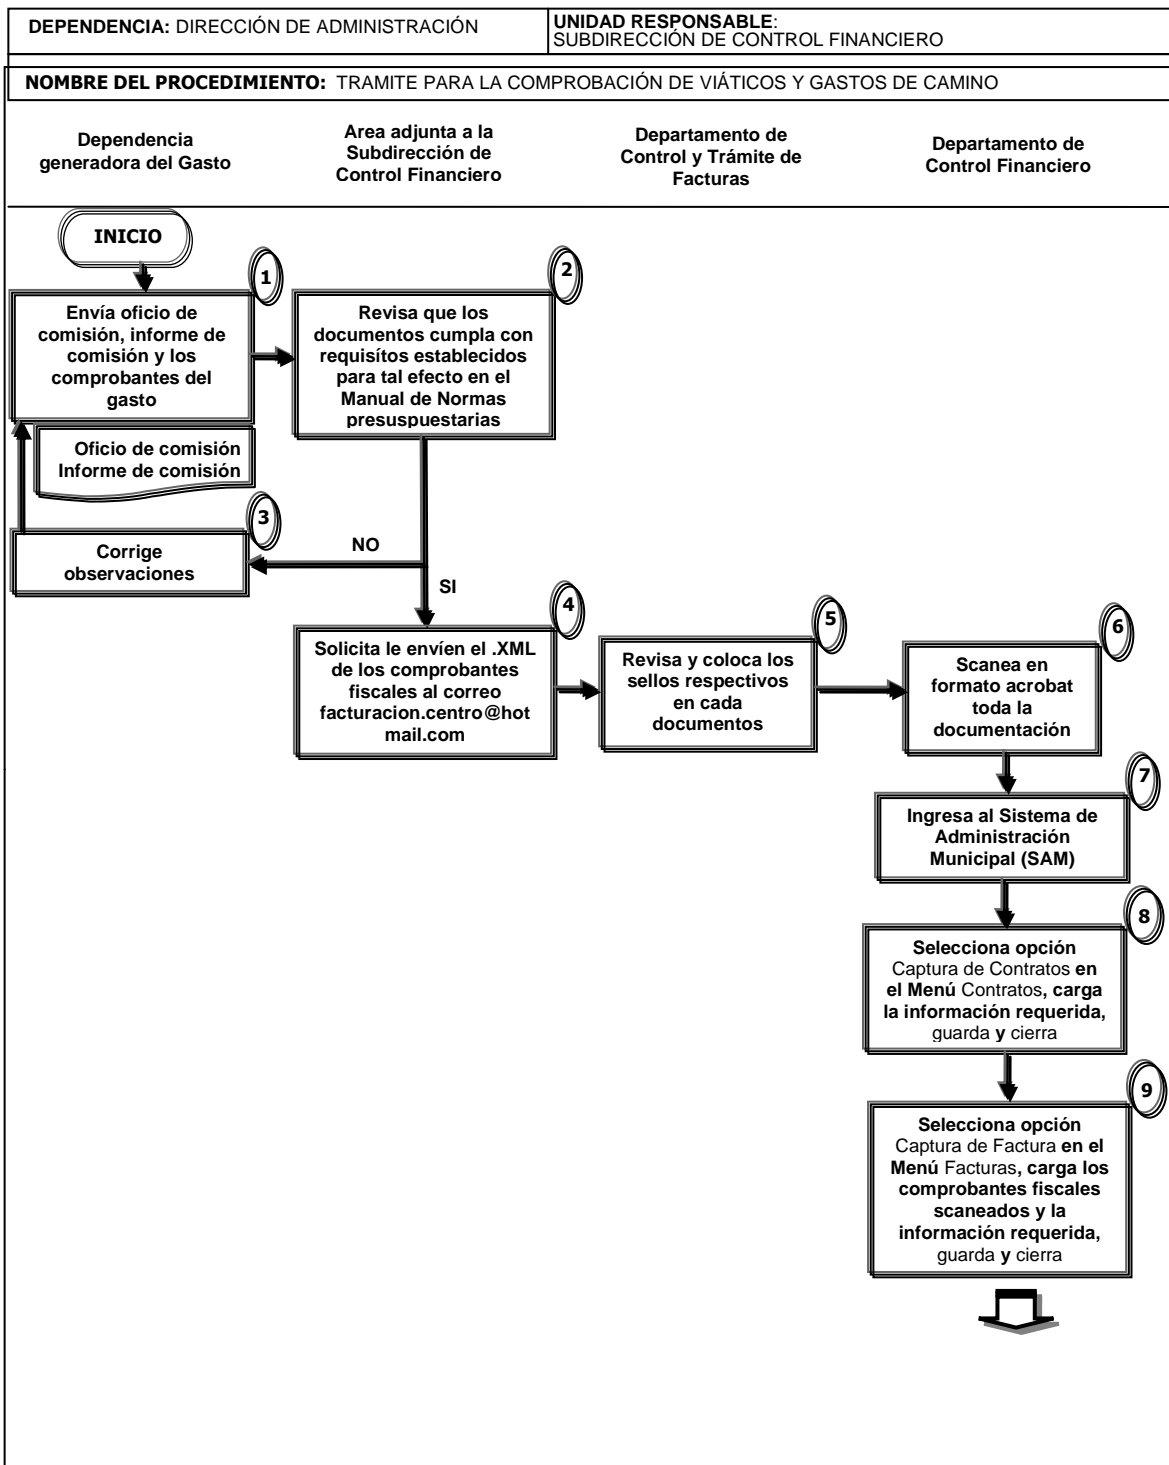 DEPENDENCIA: DIRECCIÓN DE ADMINISTRACIÓN
UNIDAD RESPONSABLE:
SUBDIRECCIÓN DE CONTROL FINANCIERO
NOMBRE DEL PROCEDIMIENTO: TRAMITE PARA LA COMPROBACIÓN DE VIÁTICOS Y GASTOS DE CAMINO
Dependencia
generadora del Gasto
Area adjunta a la
Subdirección de
Control Financiero
Departamento de
Control y Trámite de
Facturas
Departamento de
Control Financiero
INICIO
1
Envía oficio de
comisión, informe de
comisión y los
comprobantes del
gasto
Oficio de comisión
Informe de comisión
2
Revisa que los
documentos cumpla con
requisítos establecidos
para tal efecto en el
Manual de Normas
presuspuestarias
3
Corrige
observaciones
NO
SI
4
Solicita le envíen el .XML
de los comprobantes
fiscales al correo
facturacion.centro@hot
mail.com
5
Revisa y coloca los
sellos respectivos
en cada
documentos
6
Scanea en
formato acrobat
toda la
documentación
7
Ingresa al Sistema de
Administración
Municipal (SAM)
8
Selecciona opción
Captura de Contratos en
el Menú Contratos, carga
la información requerida,
guarda y cierra
9
Selecciona opción
Captura de Factura en el
Menú Facturas, carga los
comprobantes fiscales
scaneados y la
información requerida,
guarda y cierra